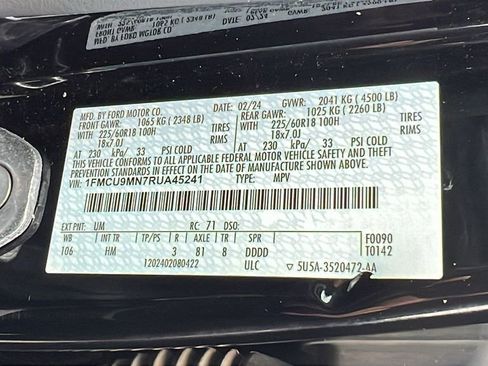 MFD. BY FORD MOTOR CO. 02/24 GVWR: 2041 KG ( 4500 LB)
FRONT GAWR: 1065 KG ( 2348 LB) REAR GAWR: 1025 KG ( 2260 LB)
225/60R18 100H TIRES 225/60R18 100H TIRES
18x7.0J RIMS 18x7.0J RIMS
AT 230 kPa/ 33 PSI COLD AT 230 kPa/ 33 PSI COLD
THIS VEHICLE CONFORMS TO ALL APPLICABLE FEDERAL MOTOR VEHICLE SAFETY, BUMPER, AND THEFT PREVENTION STANDARDS IN
EFFECT ON THE DATE OF MANUFACTURE SHOWN ABOVE.
1FMCU9MN7RUA45241 TYPE: MPV
EXT PNT: UM RC: 71 DSO: F0090
WB INT TR TP/PS R AXLE TR SPR T0142
106 HM 3 81 8 DDDD
1202402080422 ULC 5U5A-3520472-AA